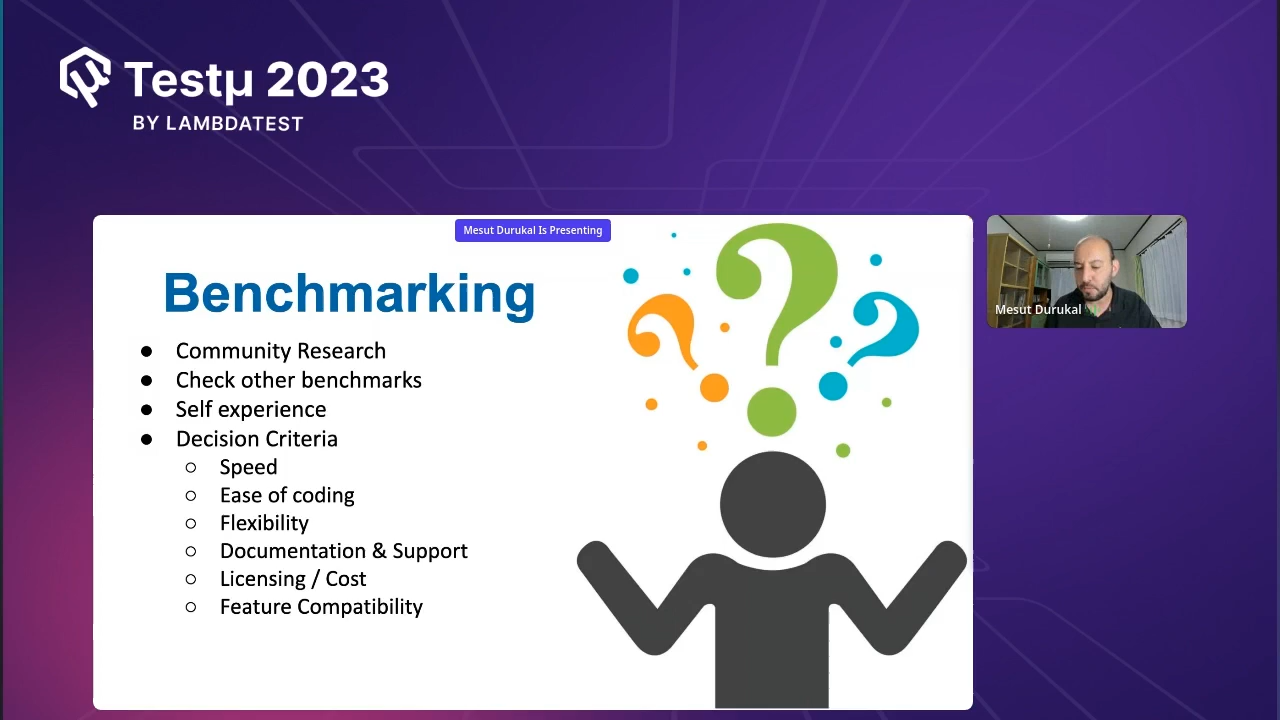 Testμ 2023
BY LAMBDATEST
Mesut Durukal Is Presenting
Benchmarking
● Community Research
● Check other benchmarks
● Self experience
● Decision Criteria
○ Speed
○ Ease of coding
○ Flexibility
○ Documentation & Support
○ Licensing / Cost
○ Feature Compatibility
Mesut Durukal